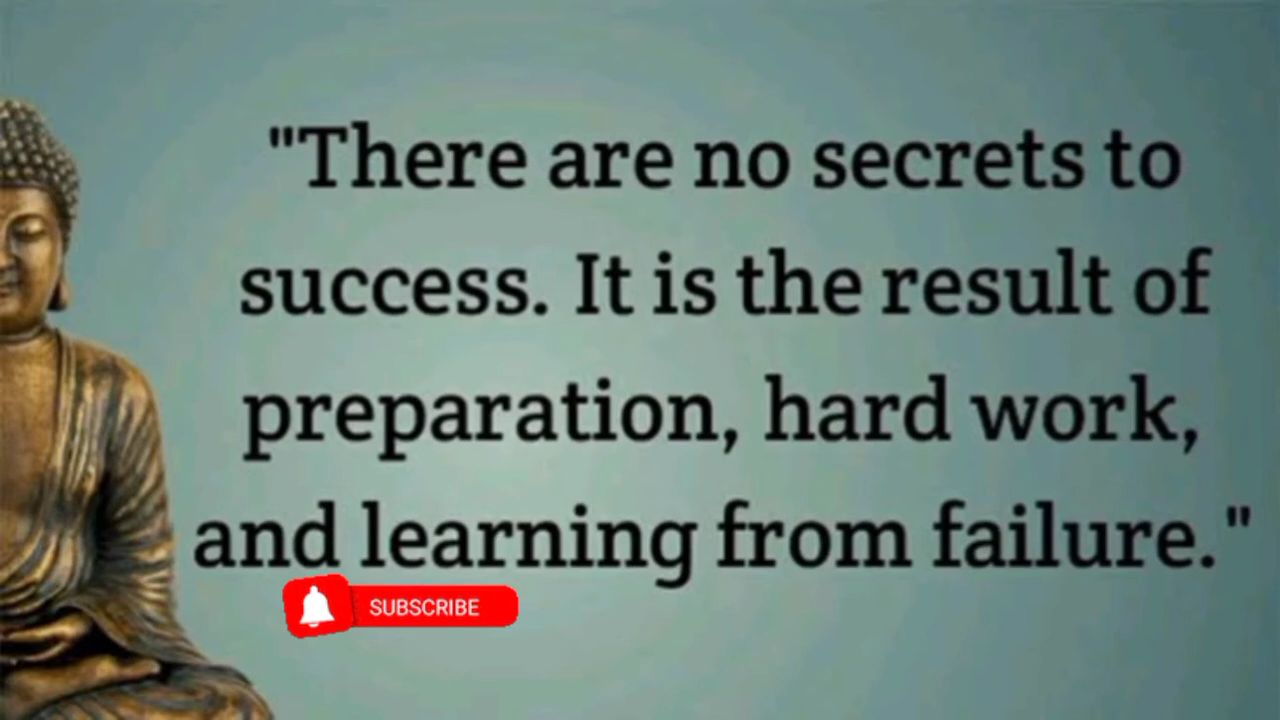 "There are no secrets to
success. It is the result of
preparation, hard work,
and learning from failure."
SUBSCRIBE